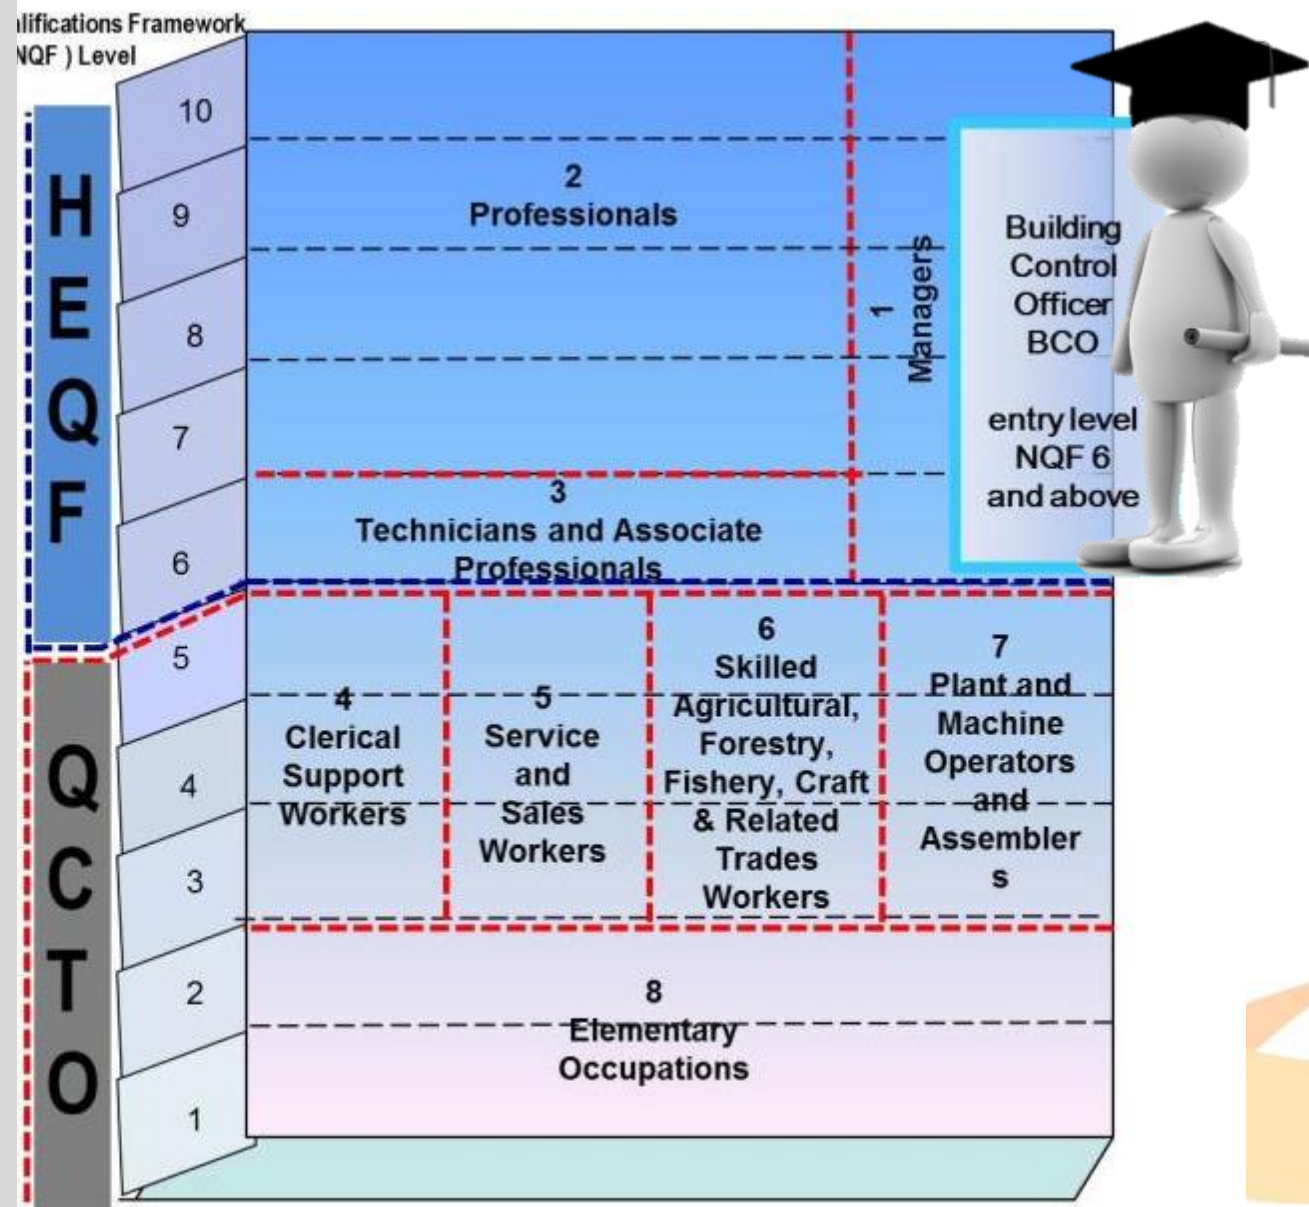 lifications Framework
NQF ) Level
H
E
Q
F
Q
C
T
O
10
9
8
7
6
5
4
3
2
1
2
Professionals
1
Managers
Building
Control
Officer
BCO
entry level
NQF 6
and above
3
Technicians and Associate
Professionals
4
Clerical
Support
Workers
5
Service
and
Sales
Workers
6
Skilled
Agricultural,
Forestry,
Fishery, Craft
& Related
Trades
Workers
7
Plant and
Machine
Operators
and
Assembler
s
8
Elementary
Occupations